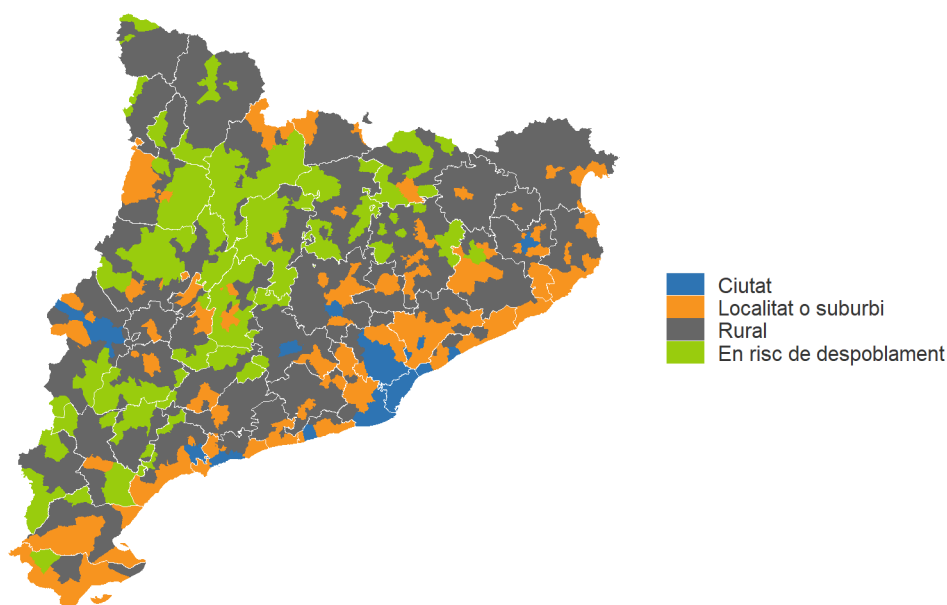 Ciutat
Localitat o suburbi
Rural
En risc de despoblament